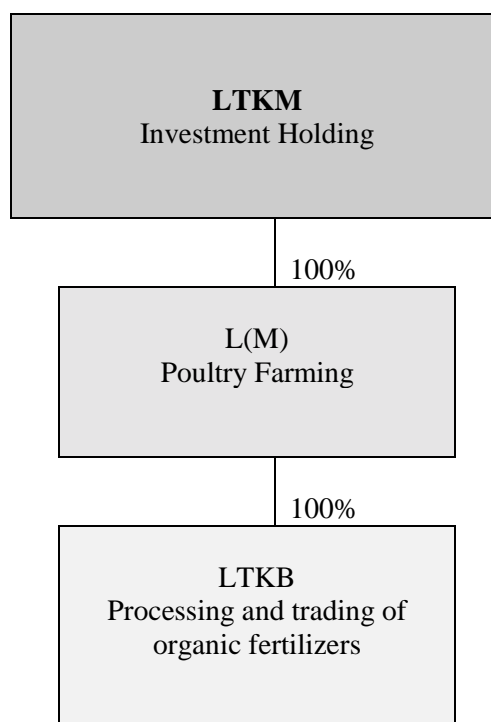 LTKM
Investment Holding
100%
L(M)
Poultry Farming
100%
LTKB
Processing and trading of
organic fertilizers